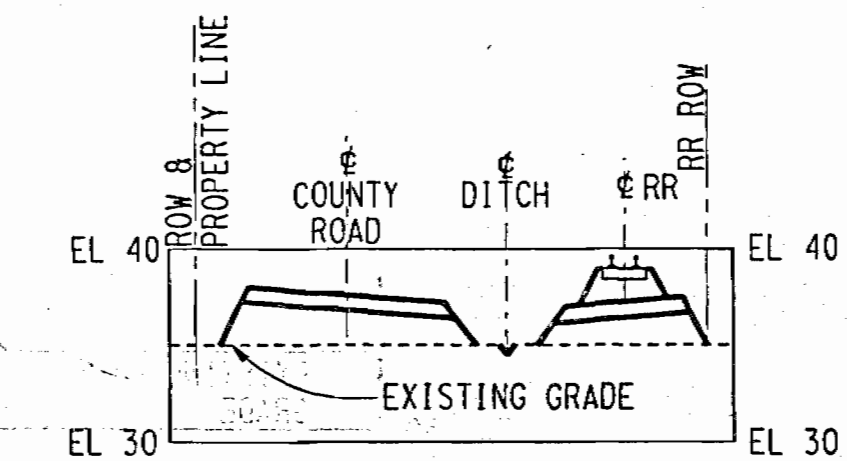 ROW &
PROPERTY LINE
℄
COUNTY
ROAD
℄
DITCH
℄ RR
RR ROW
EL 40
EL 40
EXISTING GRADE
EL 30
EL 30